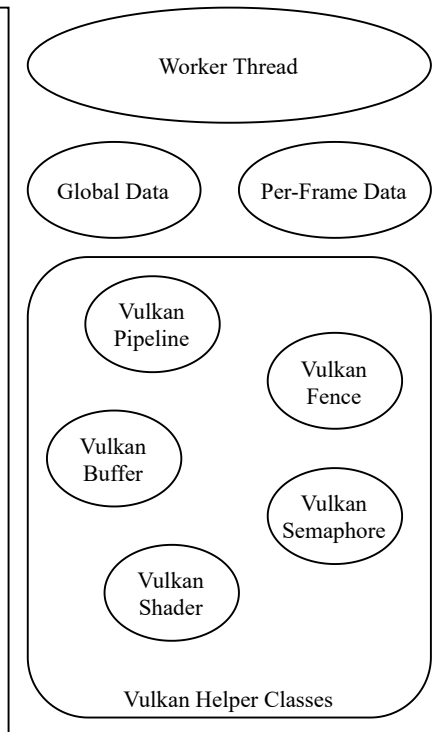 Worker Thread
Global Data
Per-Frame Data
Vulkan
Pipeline
Vulkan
Fence
Vulkan
Buffer
Vulkan
Semaphore
Vulkan
Shader
Vulkan Helper Classes